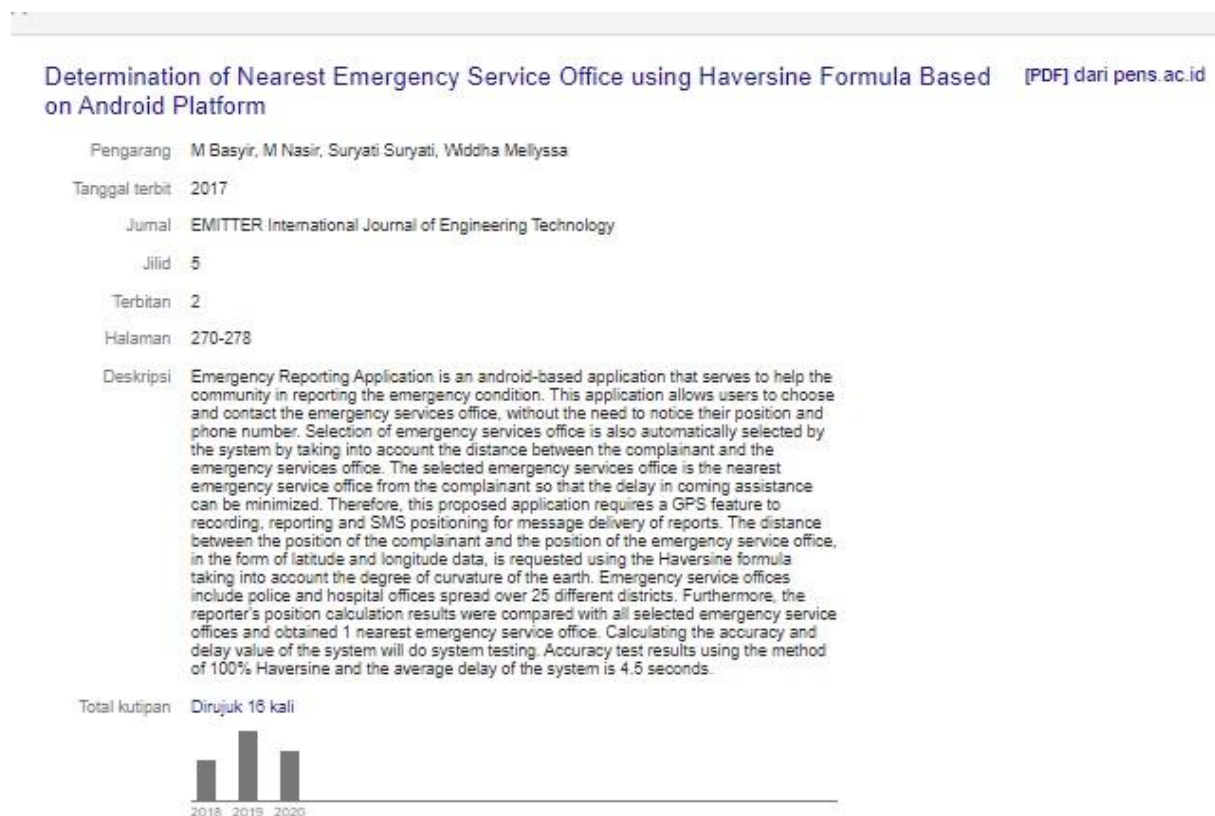 Determination of Nearest Emergency Service Office using Haversine Formula Based
on Android Platform
[PDF] dari pens.ac.id
Pengarang M Basyir, M Nasir, Suryati Suryati, Widdha Mellyssa
Tanggal terbit 2017
Jurnal EMITTER International Journal of Engineering Technology
Jilid 5
Terbitan 2
Halaman 270-278
Deskripsi Emergency Reporting Application is an android-based application that serves to help the
community in reporting the emergency condition. This application allows users to choose
and contact the emergency services office, without the need to notice their position and
phone number. Selection of emergency services office is also automatically selected by
the system by taking into account the distance between the complainant and the
emergency services office. The selected emergency services office is the nearest
emergency service office from the complainant so that the delay in coming assistance
can be minimized. Therefore, this proposed application requires a GPS feature to
recording, reporting and SMS positioning for message delivery of reports. The distance
between the position of the complainant and the position of the emergency service office,
in the form of latitude and longitude data, is requested using the Haversine formula
taking into account the degree of curvature of the earth. Emergency service offices
include police and hospital offices spread over 25 different districts. Furthermore, the
reporter's position calculation results were compared with all selected emergency service
offices and obtained 1 nearest emergency service office. Calculating the accuracy and
delay value of the system will do system testing. Accuracy test results using the method
of 100% Haversine and the average delay of the system is 4.5 seconds.
Total kutipan Dirujuk 16 kali
2018 2019 2020